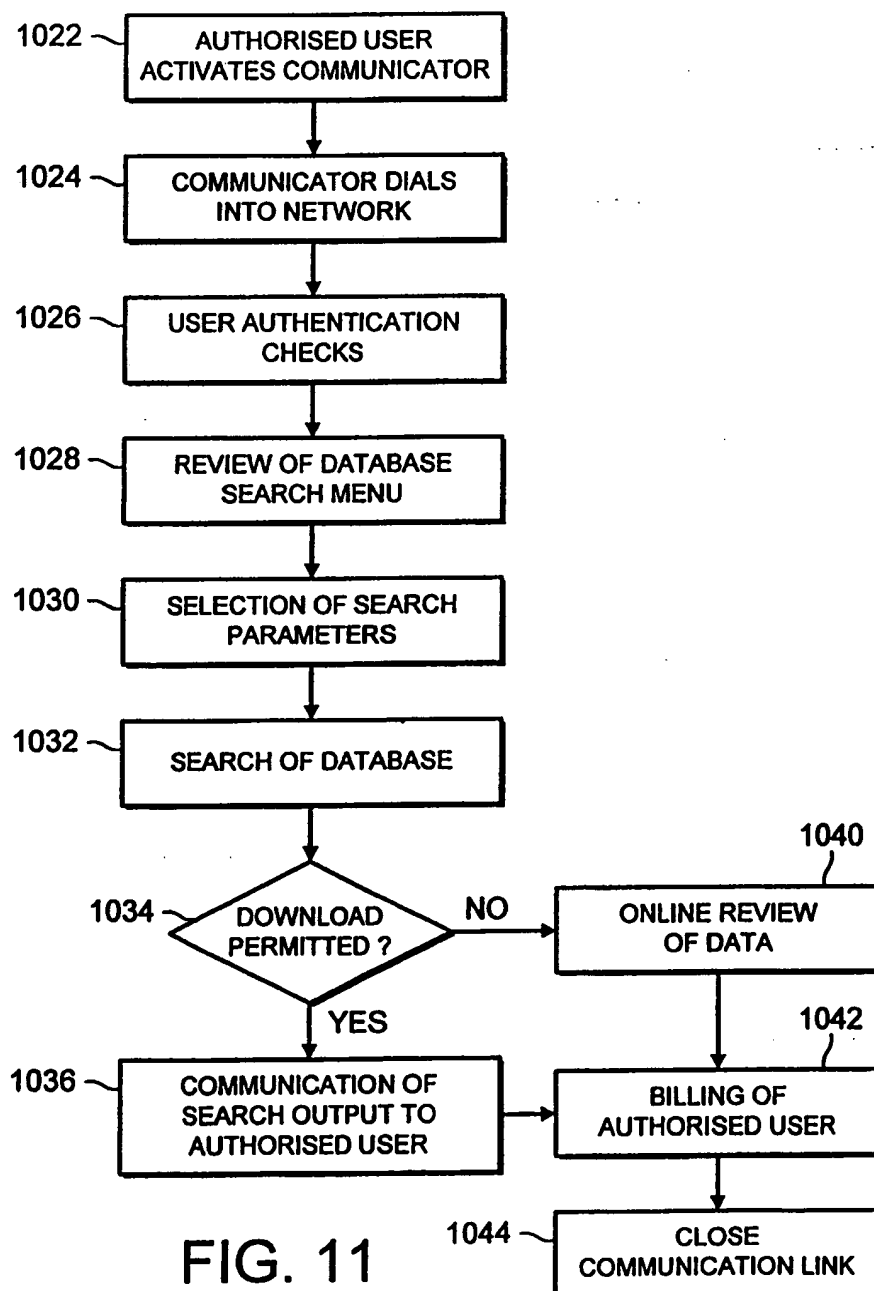 1022
AUTHORISED USER
ACTIVATES COMMUNICATOR
1024
COMMUNICATOR DIALS
INTO NETWORK
1026
USER AUTHENTICATION
CHECKS
1028
REVIEW OF DATABASE
SEARCH MENU
1030
SELECTION OF SEARCH
PARAMETERS
1032
SEARCH OF DATABASE
1034
DOWNLOAD
PERMITTED ?
NO
1040
ONLINE REVIEW
OF DATA
YES
1036
COMMUNICATION OF
SEARCH OUTPUT TO
AUTHORISED USER
1042
BILLING OF
AUTHORISED USER
1044
CLOSE
COMMUNICATION LINK
FIG. 11